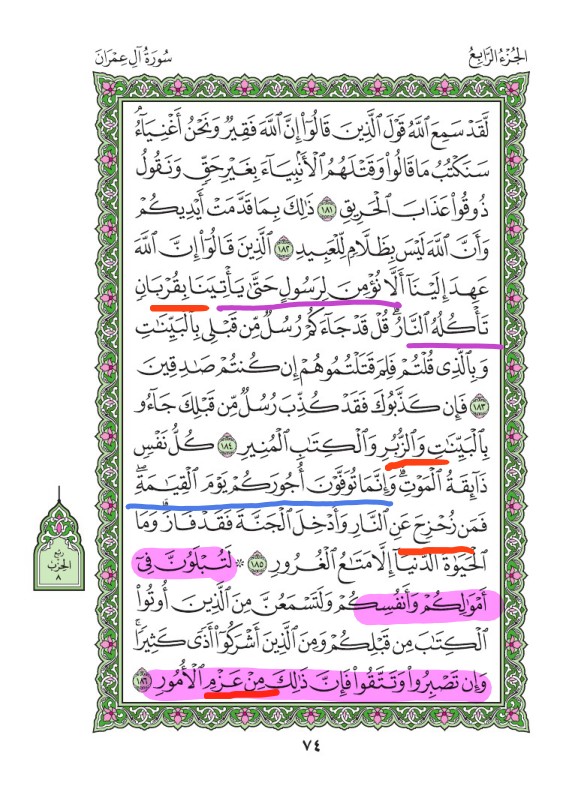 الجُزْءُ الرَّابِعُ
سُورَةُ آلِ عِمْرَانَ
لَّقَدْ سَمِعَ ٱللَّهُ قَوْلَ ٱلَّذِينَ قَالُوٓا۟ إِنَّ ٱللَّهَ فَقِيرٌ وَنَحْنُ أَغْنِيَآءُ ۘ
سَنَكْتُبُ مَا قَالُوا۟ وَقَتْلَهُمُ ٱلْأَنۢبِيَآءَ بِغَيْرِ حَقٍّ وَنَقُولُ
ذُوقُوا۟ عَذَابَ ٱلْحَرِيقِ ١٨١ ذَٰلِكَ بِمَا قَدَّمَتْ أَيْدِيكُمْ
وَأَنَّ ٱللَّهَ لَيْسَ بِظَلَّامٍ لِّلْعَبِيدِ ١٨٢ ٱلَّذِينَ قَالُوٓا۟ إِنَّ ٱللَّهَ
عَهِدَ إِلَيْنَآ أَلَّا نُؤْمِنَ لِرَسُولٍ حَتَّىٰ يَأْتِيَنَا بِقُرْبَانٍ
تَأْكُلُهُ ٱلنَّارُ ۗ قُلْ قَدْ جَآءَكُمْ رُسُلٌ مِّن قَبْلِى بِٱلْبَيِّنَٰتِ
وَبِٱلَّذِى قُلْتُمْ فَلِمَ قَتَلْتُمُوهُمْ إِن كُنتُمْ صَٰدِقِينَ
١٨٣ فَإِن كَذَّبُوكَ فَقَدْ كُذِّبَ رُسُلٌ مِّن قَبْلِكَ جَآءُو
بِٱلْبَيِّنَٰتِ وَٱلزُّبُرِ وَٱلْكِتَٰبِ ٱلْمُنِيرِ ١٨٤ كُلُّ نَفْسٍ
ذَآئِقَةُ ٱلْمَوْتِ ۗ وَإِنَّمَا تُوَفَّوْنَ أُجُورَكُمْ يَوْمَ ٱلْقِيَٰمَةِ ۖ
فَمَن زُحْزِحَ عَنِ ٱلنَّارِ وَأُدْخِلَ ٱلْجَنَّةَ فَقَدْ فَازَ ۗ وَمَا
ٱلْحَيَوٰةُ ٱلدُّنْيَآ إِلَّا مَتَٰعُ ٱلْغُرُورِ ١٨٥ ۞ لَتُبْلَوُنَّ فِىٓ
أَمْوَٰلِكُمْ وَأَنفُسِكُمْ وَلَتَسْمَعُنَّ مِنَ ٱلَّذِينَ أُوتُوا۟
ٱلْكِتَٰبَ مِن قَبْلِكُمْ وَمِنَ ٱلَّذِينَ أَشْرَكُوٓا۟ أَذًى كَثِيرًا ۚ
وَإِن تَصْبِرُوا۟ وَتَتَّقُوا۟ فَإِنَّ ذَٰلِكَ مِنْ عَزْمِ ٱلْأُمُورِ ١٨٦
ربع
الحزب
٨
٧٤